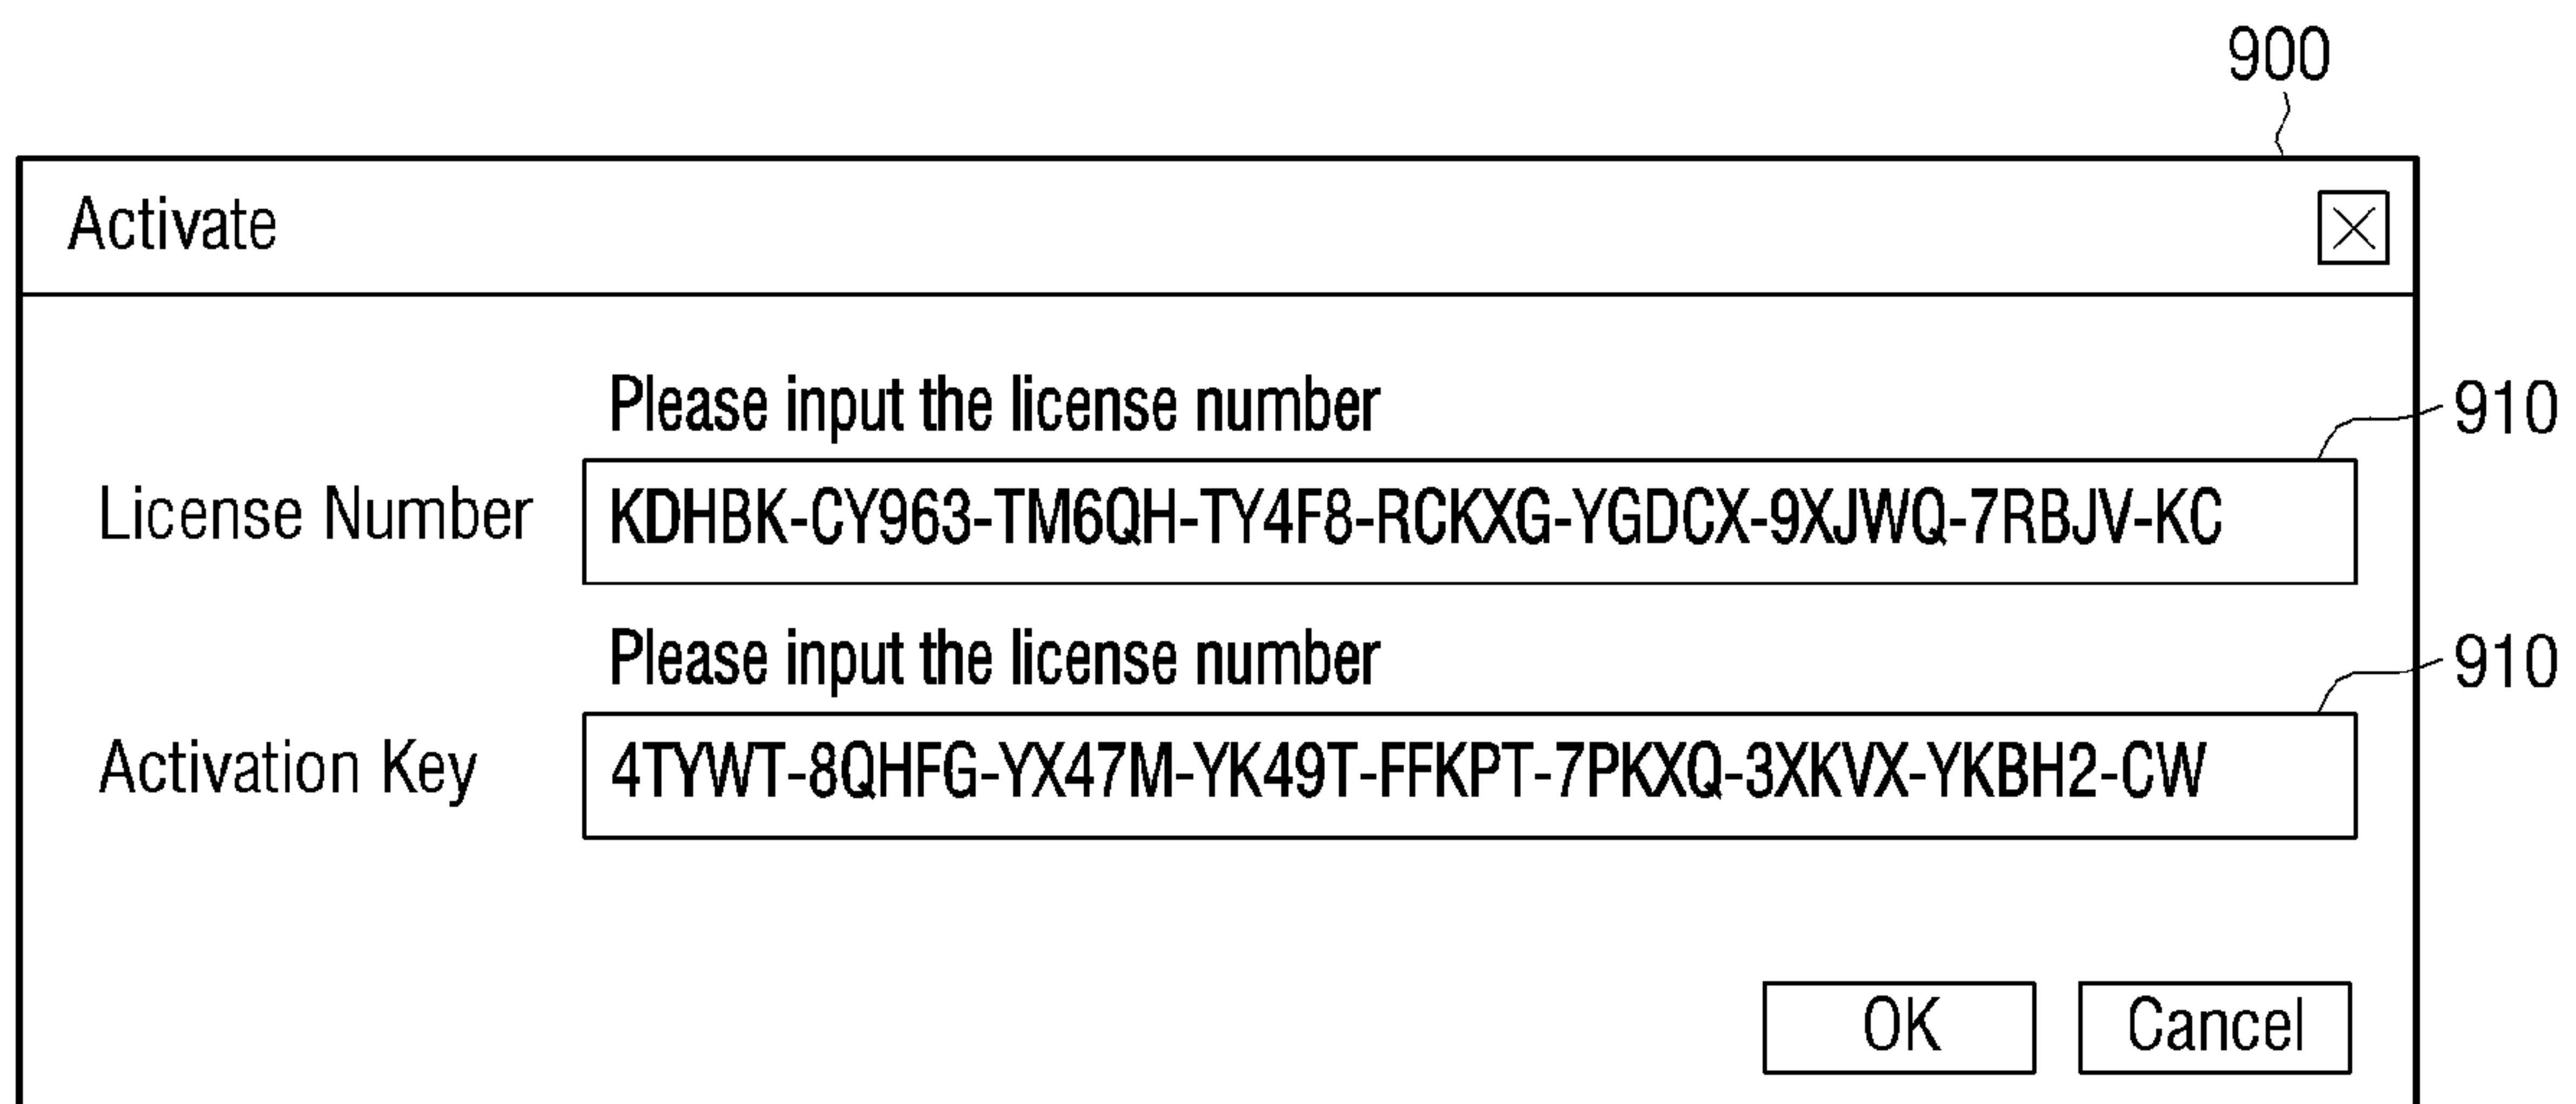 900
Activate
Please input the license number
910
License Number KDHBK-CY963-TM6QH-TY4F8-RCKXG-YGDCX-9XJWQ-7RBJV-KC
Please input the license number
910
Activation Key 4TYWT-8QHFG-YX47M-YK49T-FFKPT-7PKXQ-3XKVX-YKBH2-CW
OK Cancel